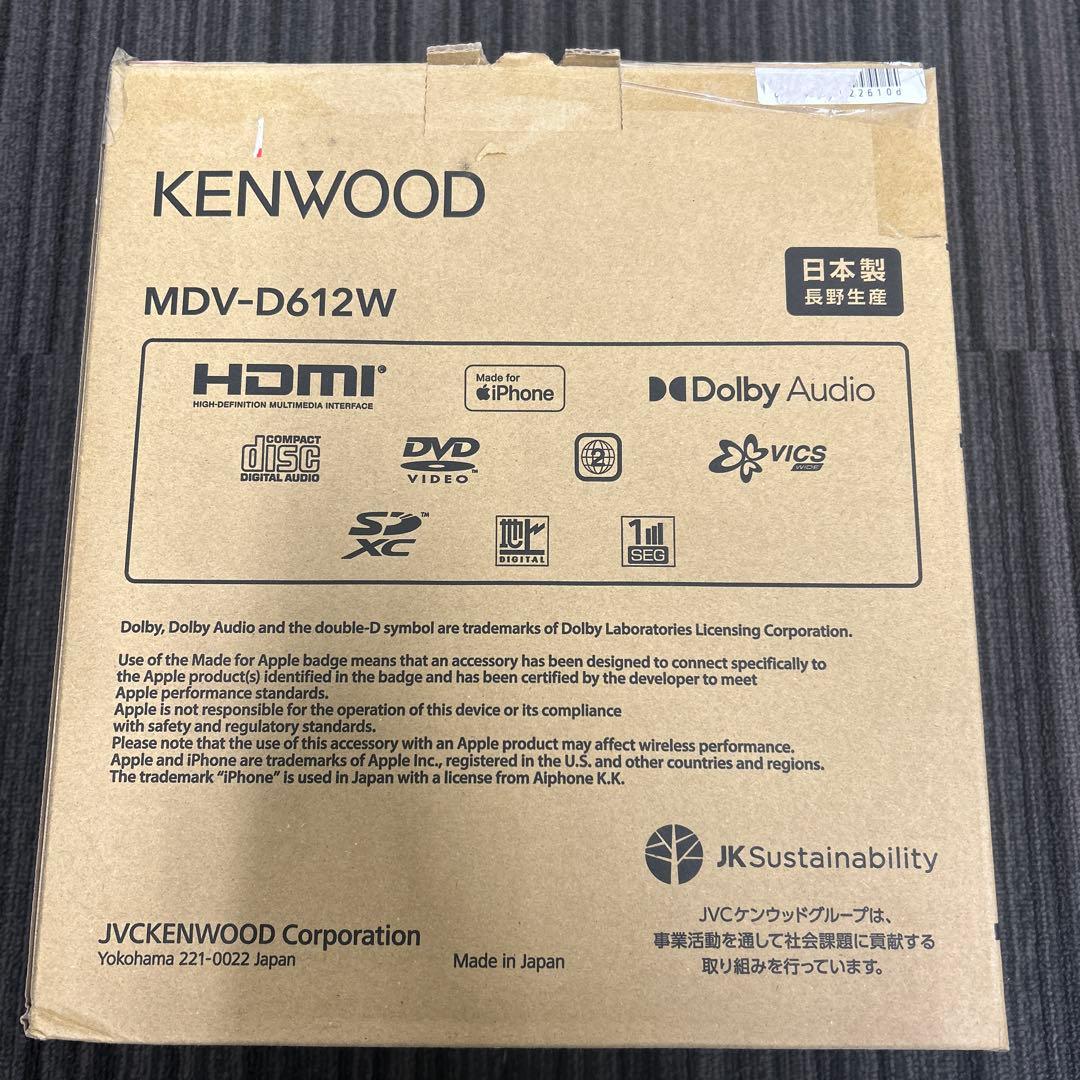 22610d
KENWOOD
日本製
長野生産
MDV-D612W
HDMI®
HIGH-DEFINITION MULTIMEDIA INTERFACE
Made for
iPhone
Dolby Audio
COMPACT
disc
DIGITAL AUDIO
DVD™
VIDEO
2
VICS
WIDE
SD™
XC
地上
DIGITAL
1
SEG
Dolby, Dolby Audio and the double-D symbol are trademarks of Dolby Laboratories Licensing Corporation.
Use of the Made for Apple badge means that an accessory has been designed to connect specifically to
the Apple product(s) identified in the badge and has been certified by the developer to meet
Apple performance standards.
Apple is not responsible for the operation of this device or its compliance
with safety and regulatory standards.
Please note that the use of this accessory with an Apple product may affect wireless performance.
Apple and iPhone are trademarks of Apple Inc., registered in the U.S. and other countries and regions.
The trademark “iPhone” is used in Japan with a license from Aiphone K.K.
JK Sustainability
JVCケンウッドグループは、
事業活動を通して社会課題に貢献する
取り組みを行っています。
JVCKENWOOD Corporation
Yokohama 221-0022 Japan
Made in Japan